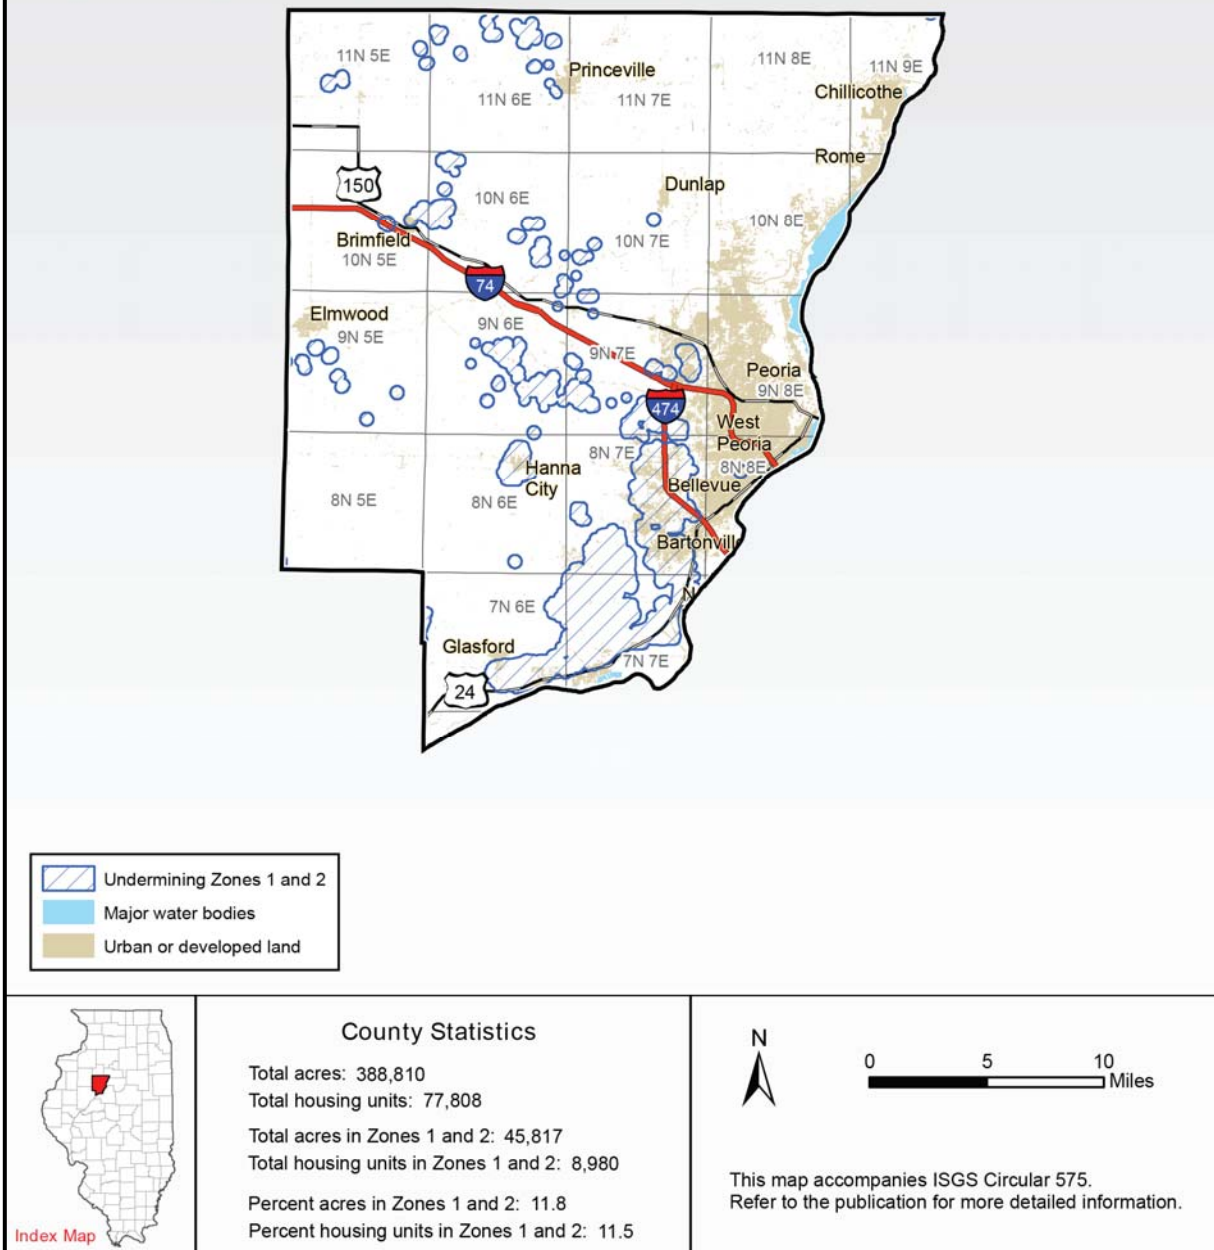 11N 5E
11N 8E
11N 9E
Princeville
Chillicothe
11N 6E
11N 7E
Rome
150
Dunlap
10N 6E
10N 8E
Brimfield
10N 7E
10N 5E
74
Elmwood
9N 6E
9N 5E
9N 7E
Peoria
9N 8E
474
West
Peoria
8N 7E
Hanna
City
8N 8E
Bellevue
8N 5E
8N 6E
Bartonvill
N
7N 6E
Glasford
7N 7E
24
Undermining Zones 1 and 2
Major water bodies
Urban or developed land
Index Map
County Statistics
Total acres: 388,810
Total housing units: 77,808
Total acres in Zones 1 and 2: 45,817
Total housing units in Zones 1 and 2: 8,980
Percent acres in Zones 1 and 2: 11.8
Percent housing units in Zones 1 and 2: 11.5
N
0 5 10
Miles
This map accompanies ISGS Circular 575.
Refer to the publication for more detailed information.